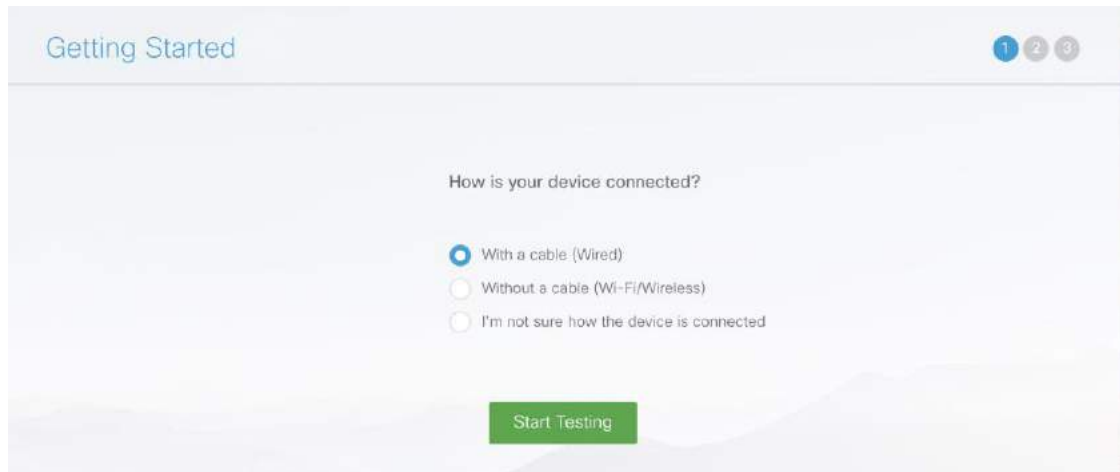 Getting Started
1 2 3
How is your device connected?
With a cable (Wired)
Without a cable (Wi-Fi/Wireless)
I'm not sure how the device is connected
Start Testing